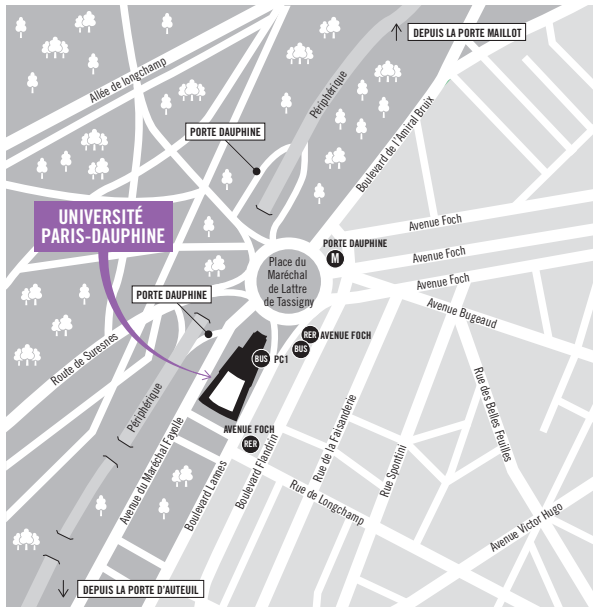 DEPUIS LA PORTE MAILLOT
Allée de longchamp
Périphérique
Boulevard de l'Amiral Bruix
PORTE DAUPHINE
UNIVERSITÉ
PARIS-DAUPHINE
Avenue Foch
PORTE DAUPHINE
M
Avenue Foch
Place du
Maréchal
de Lattre
de Tassigny
Avenue Foch
PORTE DAUPHINE
Avenue Bugeaud
RER AVENUE FOCH
BUS
BUS PC1
Route de Suresnes
Périphérique
Rue des Belles Feuilles
Avenue du Maréchal Fayolle
AVENUE FOCH
RER
Boulevard Lannes
Boulevard Flandrin
Rue de la Faisanderie
Rue Spontini
Rue de Longchamp
Avenue Victor Hugo
DEPUIS LA PORTE D'AUTEUIL